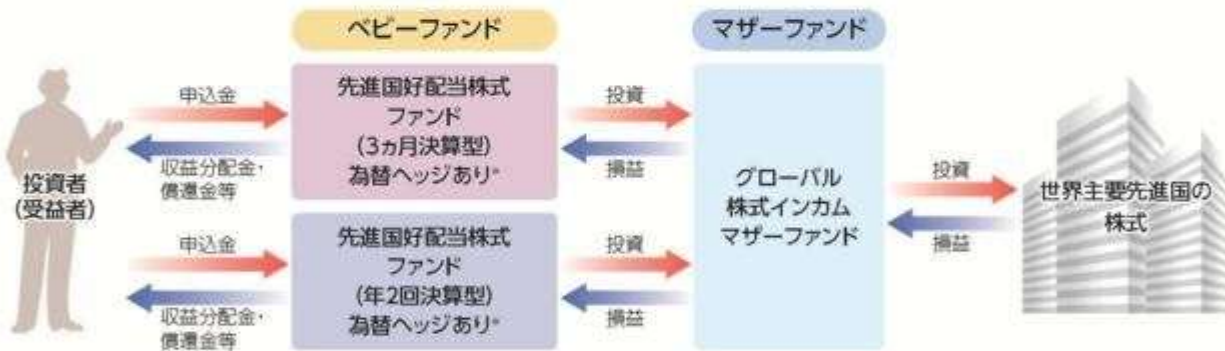 ベビーファンド
マザーファンド
投資者
(受益者)
申込金
収益分配金・
償還金等
先進国好配当株式
ファンド
(3ヵ月決算型)
為替ヘッジあり*
投資
損益
申込金
収益分配金・
償還金等
先進国好配当株式
ファンド
(年2回決算型)
為替ヘッジあり*
投資
損益
グローバル
株式インカム
マザーファンド
投資
損益
世界主要先進国の
株式